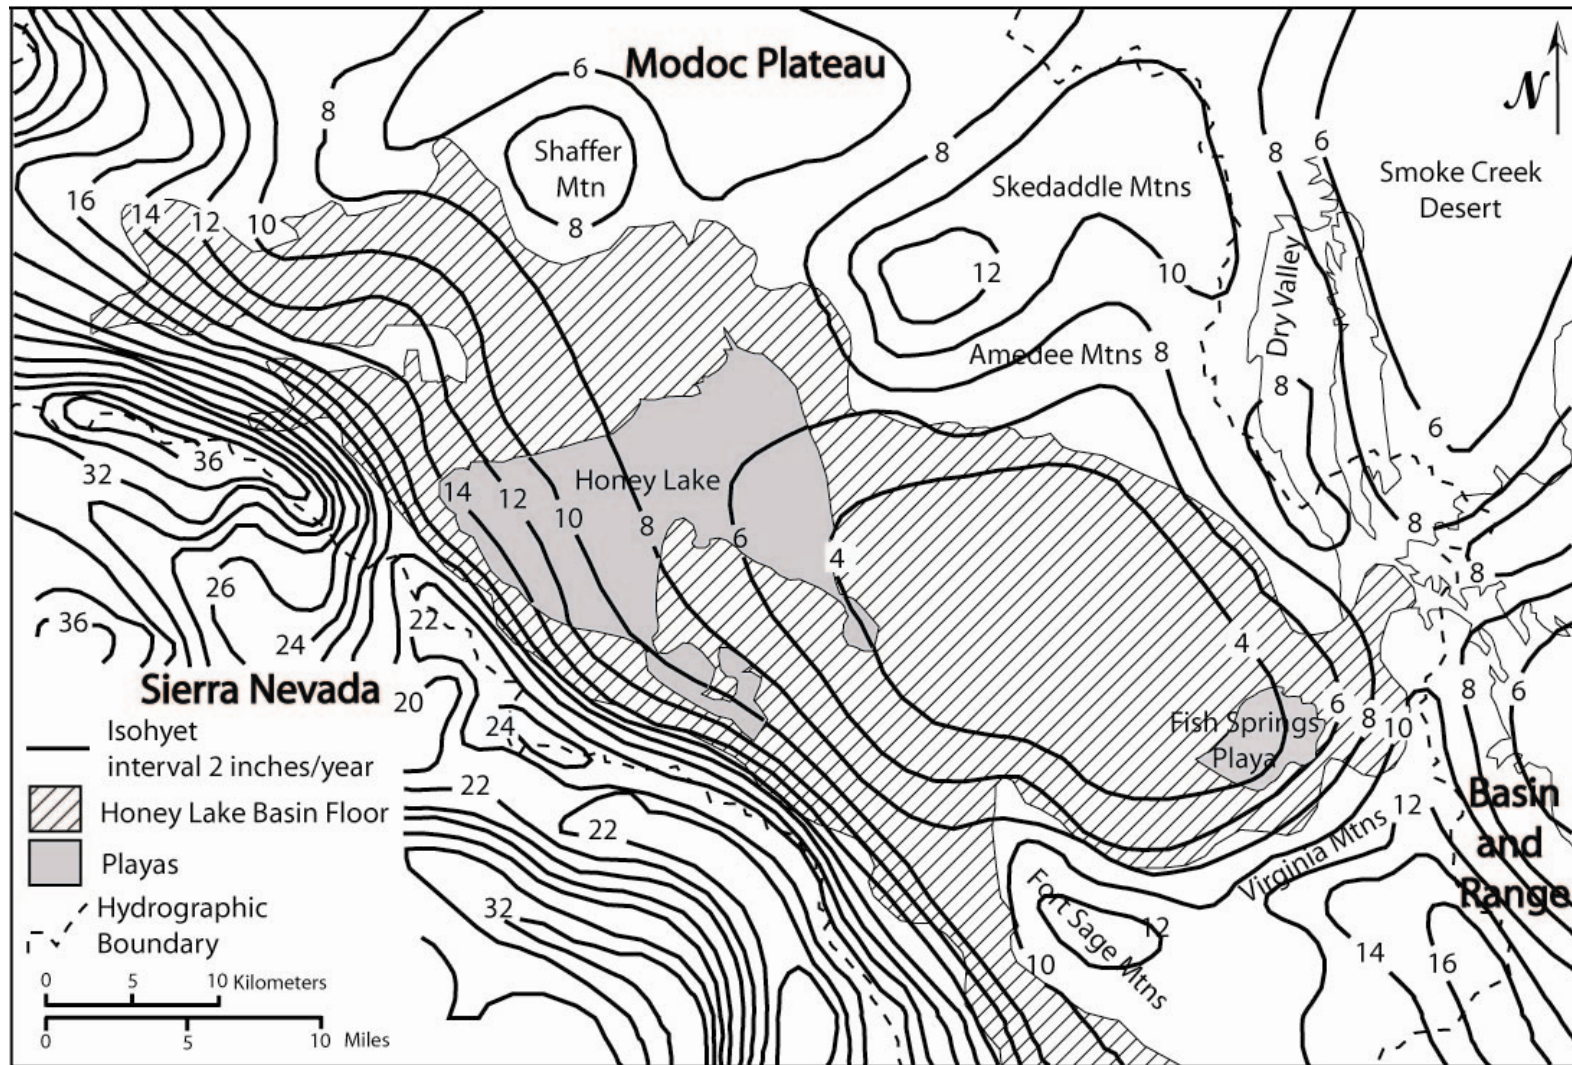 6
Modoc Plateau
N
8
Shaffer
Mtn
8
8
Skedaddle Mtns
8
6
Smoke Creek
Desert
16
14
12
10
12
10
Dry Valley
Amedee Mtns
8
8
6
36
32
Honey Lake
14
12
10
8
6
4
8
8
26
36
22
24
4
Sierra Nevada
20
24
8
6
6
8
10
Fish Springs
Playa
Isohyet
interval 2 inches/year
22
Honey Lake Basin Floor
22
Playas
12
Virginia Mtns
Basin
and
Range
Fort Sage Mtns
12
10
14
16
32
Hydrographic
Boundary
0 5 10 Kilometers
0 5 10 Miles